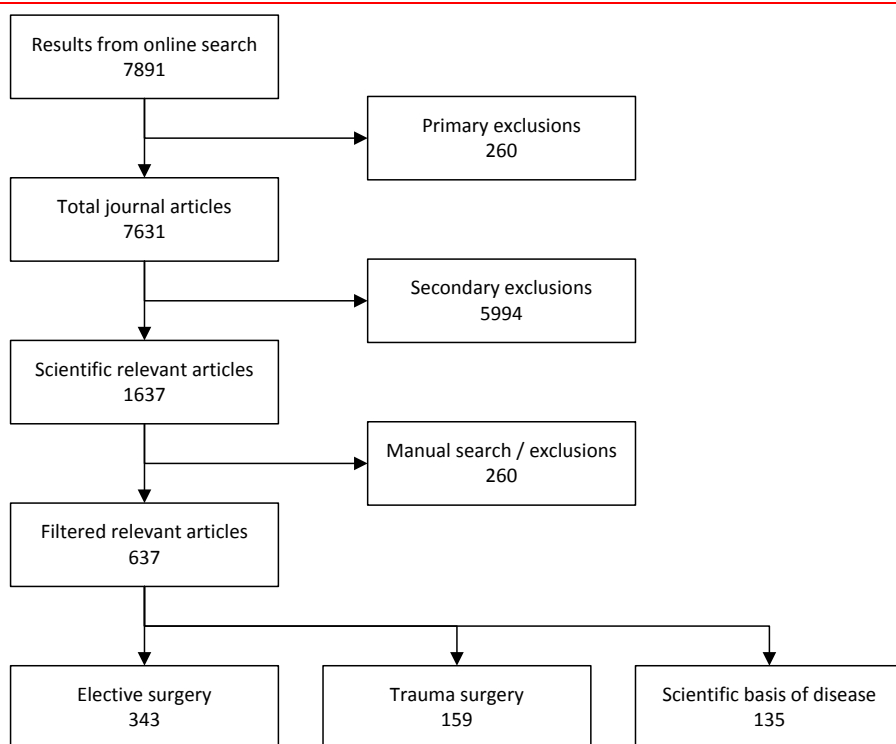 Results from online search
7891
Primary exclusions
260
Total journal articles
7631
Secondary exclusions
5994
Scientific relevant articles
1637
Manual search / exclusions
260
Filtered relevant articles
637
Elective surgery
343
Trauma surgery
159
Scientific basis of disease
135